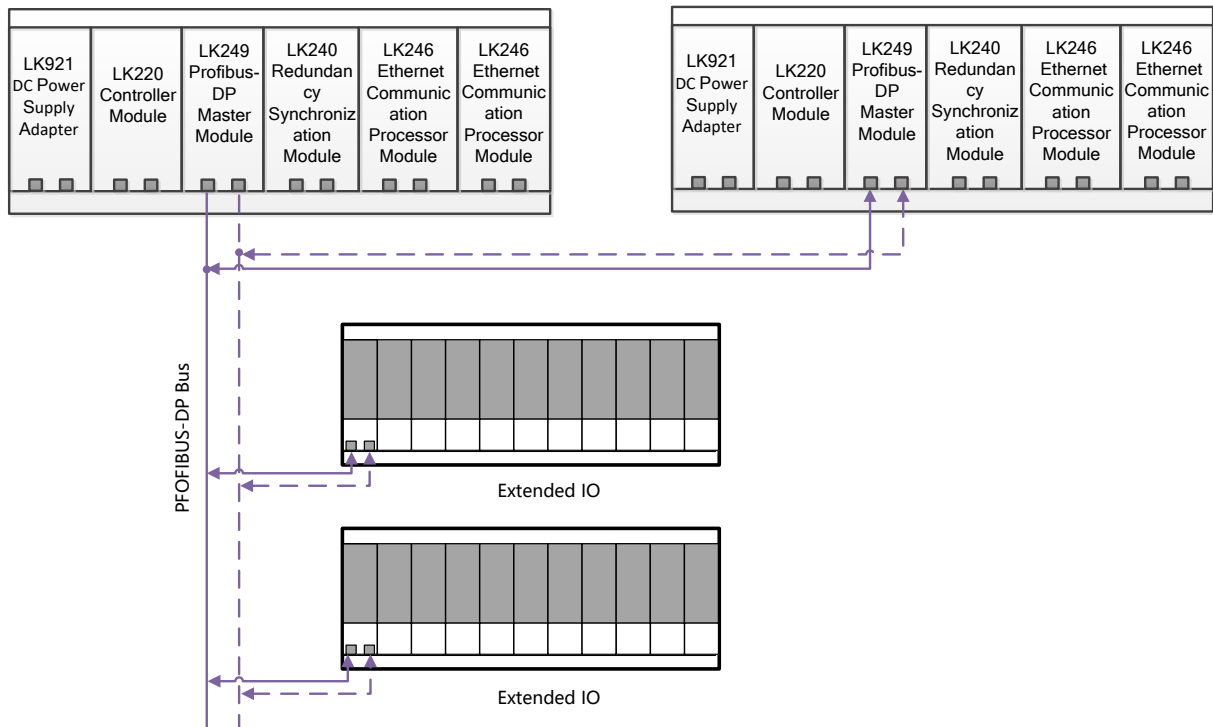 LK921
DC Power
Supply
Adapter
LK220
Controller
Module
LK249
Profibus-
DP
Master
Module
LK240
Redundan
cy
Synchroniz
ation
Module
LK246
Ethernet
Communic
ation
Processor
Module
LK246
Ethernet
Communic
ation
Processor
Module
LK921
DC Power
Supply
Adapter
LK220
Controller
Module
LK249
Profibus-
DP
Master
Module
LK240
Redundan
cy
Synchroniz
ation
Module
LK246
Ethernet
Communic
ation
Processor
Module
LK246
Ethernet
Communic
ation
Processor
Module
PFOFIBUS-DP Bus
Extended IO
Extended IO